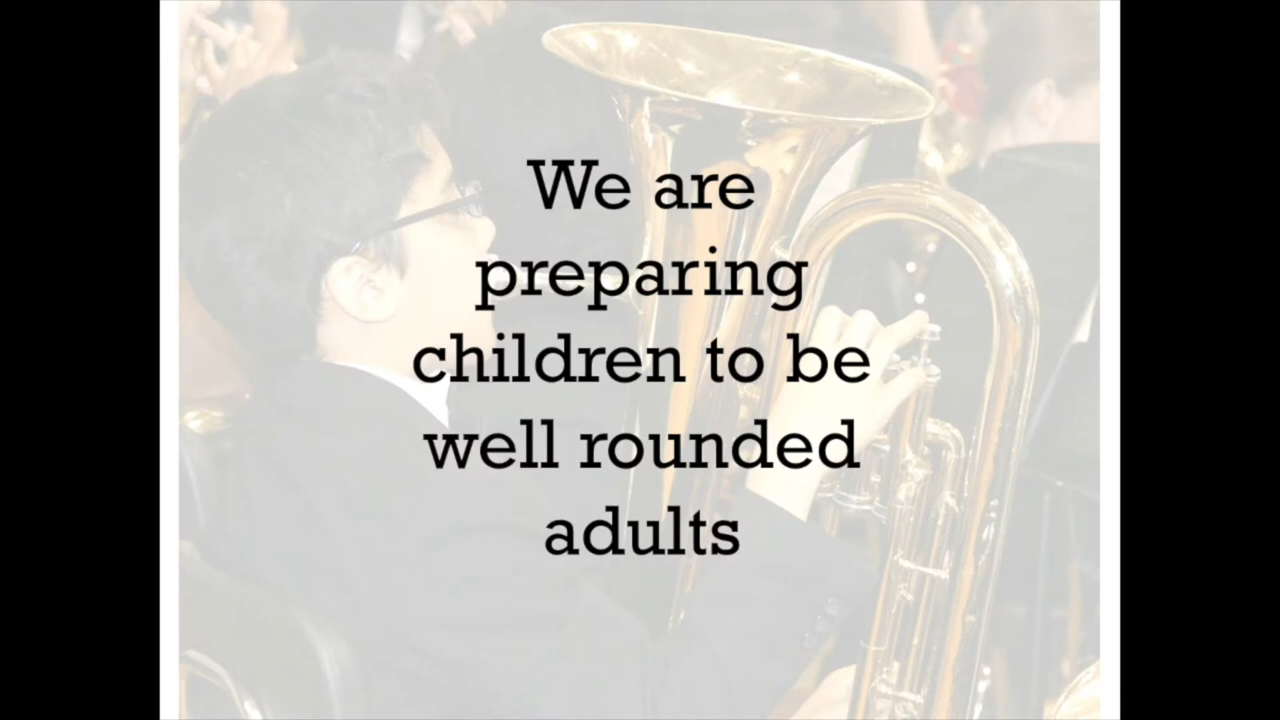 We are
preparing
children to be
well rounded
adults